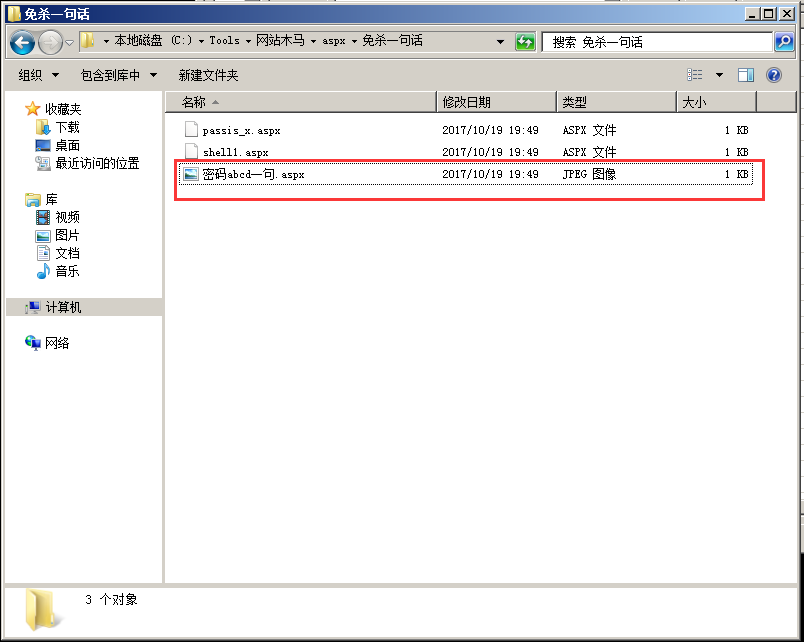 免杀一句话
本地磁盘 (C:) Tools 网站木马 aspx 免杀一句话
搜索 免杀一句话
组织 包含到库中 新建文件夹
名称 修改日期 类型 大小
收藏夹
下载
桌面
最近访问的位置
库
视频
图片
文档
音乐
计算机
网络
passis_x.aspx 2017/10/19 19:49 ASPX 文件 1 KB
shell1.aspx 2017/10/19 19:49 ASPX 文件 1 KB
密码abcd一句.aspx 2017/10/19 19:49 JPEG 图像 1 KB
3 个对象